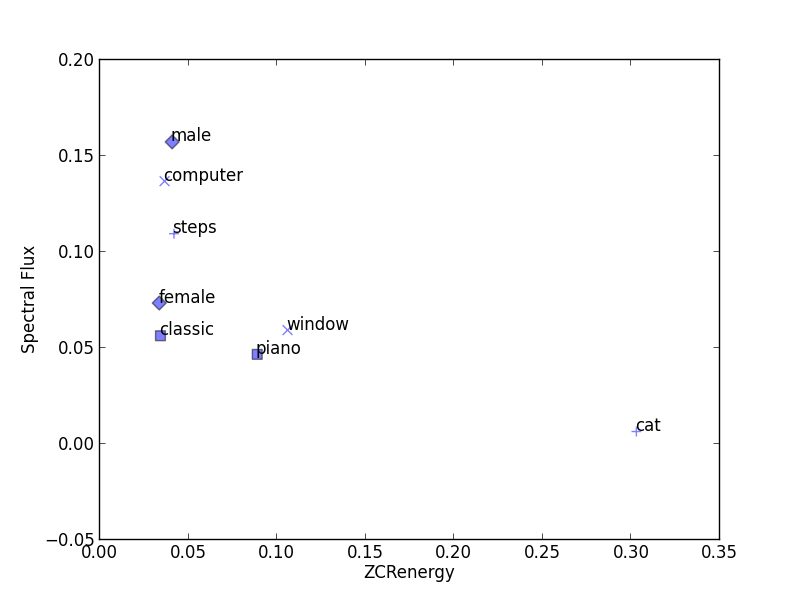 0.20
male
0.15
computer
steps
0.10
Spectral Flux
female
classic
window
0.05
piano
cat
0.00
−0.05
0.00 0.05 0.10 0.15 0.20 0.25 0.30 0.35
ZCRenergy